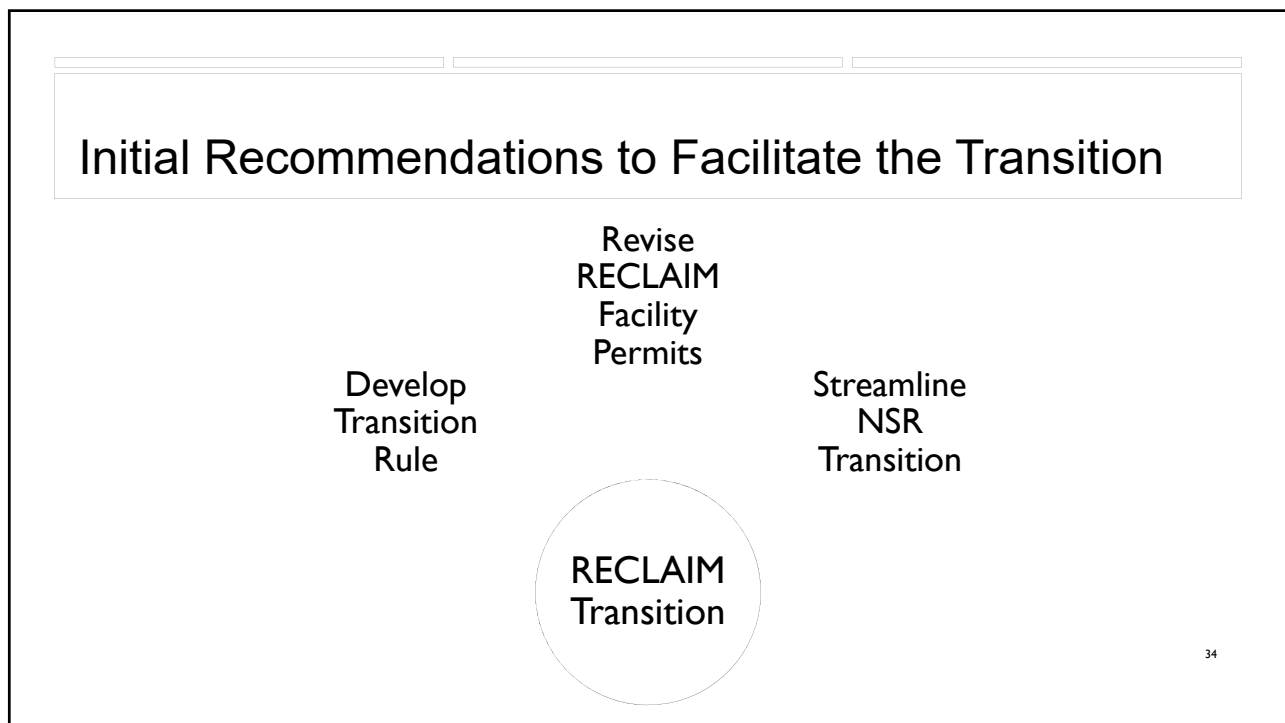 Initial Recommendations to Facilitate the Transition
Revise
RECLAIM
Facility
Permits
Develop
Transition
Rule
Streamline
NSR
Transition
RECLAIM
Transition
34